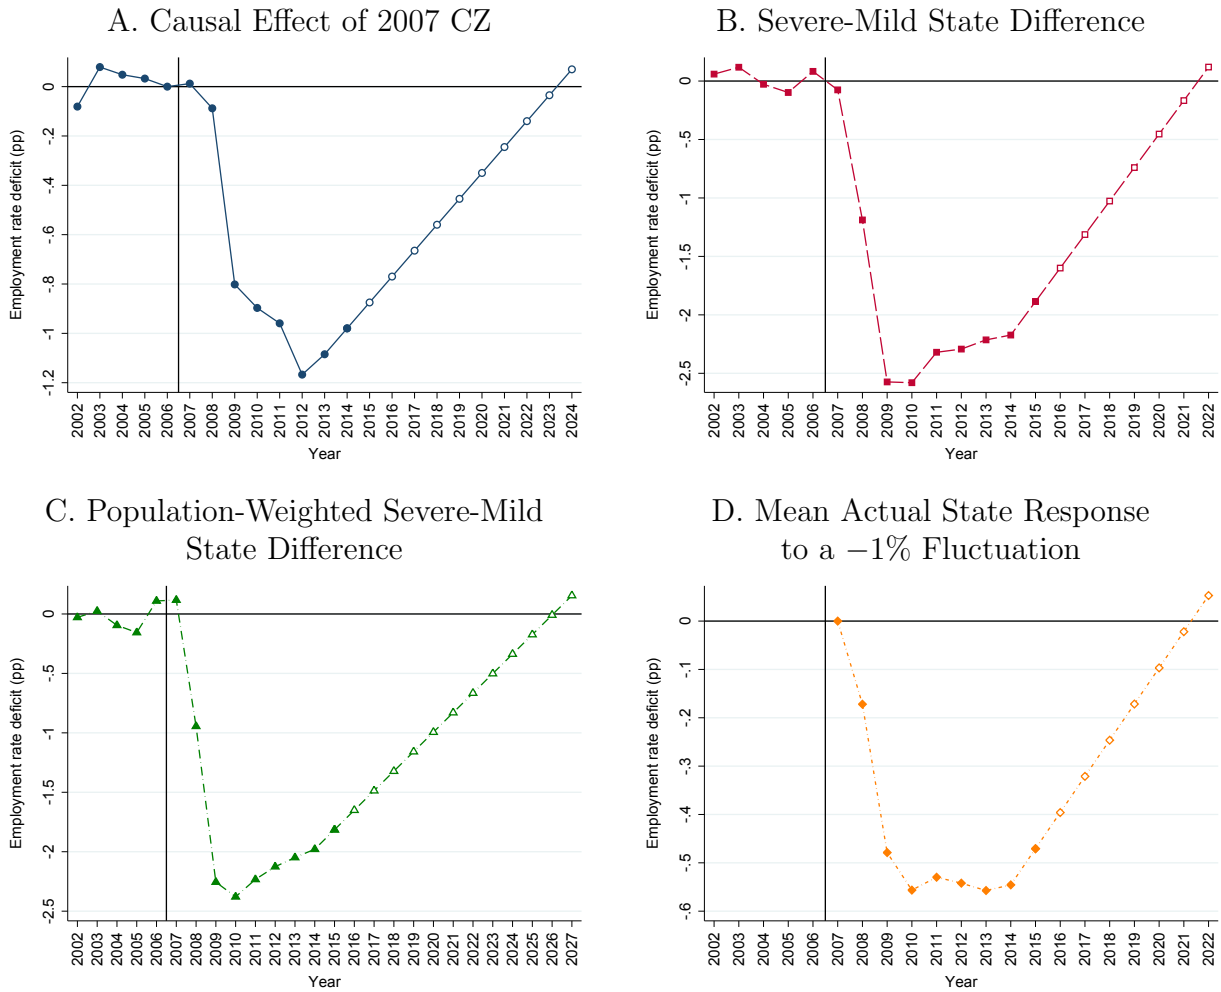 A. Causal Effect of 2007 CZ
Employment rate deficit (pp)
0
-.2
-.4
-.6
-.8
-1
-1.2
2002 2003 2004 2005 2006 2007 2008 2009 2010 2011 2012 2013 2014 2015 2016 2017 2018 2019 2020 2021 2022 2023 2024
Year
B. Severe-Mild State Difference
Employment rate deficit (pp)
0
-.5
-1
-1.5
-2
-2.5
2002 2003 2004 2005 2006 2007 2008 2009 2010 2011 2012 2013 2014 2015 2016 2017 2018 2019 2020 2021 2022
Year
C. Population-Weighted Severe-Mild
State Difference
Employment rate deficit (pp)
0
-.5
-1
-1.5
-2
-2.5
2002 2003 2004 2005 2006 2007 2008 2009 2010 2011 2012 2013 2014 2015 2016 2017 2018 2019 2020 2021 2022 2023 2024 2025 2026 2027
Year
D. Mean Actual State Response
to a −1% Fluctuation
Employment rate deficit (pp)
0
-.1
-.2
-.3
-.4
-.5
-.6
2002 2003 2004 2005 2006 2007 2008 2009 2010 2011 2012 2013 2014 2015 2016 2017 2018 2019 2020 2021 2022
Year